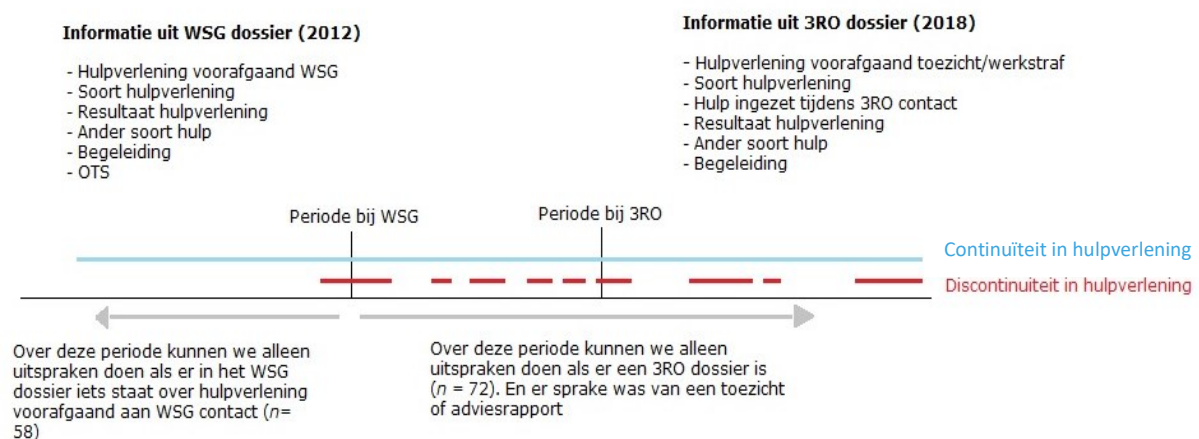 Informatie uit WSG dossier (2012)
- Hulpverlening voorafgaand WSG
- Soort hulpverlening
- Resultaat hulpverlening
- Ander soort hulp
- Begeleiding
- OTS
Informatie uit 3RO dossier (2018)
- Hulpverlening voorafgaand toezicht/werkstraf
- Soort hulpverlening
- Hulp ingezet tijdens 3RO contact
- Resultaat hulpverlening
- Ander soort hulp
- Begeleiding
Periode bij WSG
Periode bij 3RO
Continuïteit in hulpverlening
Discontinuiteit in hulpverlening
Over deze periode kunnen we alleen
uitspraken doen als er in het WSG
dossier iets staat over hulpverlening
voorafgaand aan WSG contact (n=
58)
Over deze periode kunnen we alleen
uitspraken doen als er een 3RO dossier is
(n = 72). En er sprake was van een toezicht
of adviesrapport